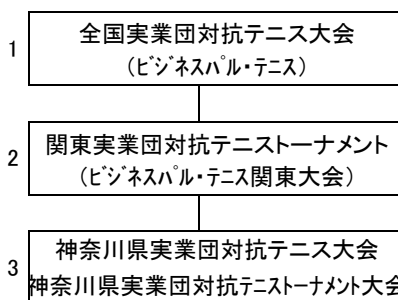 1
全国実業団対抗テニス大会
(ﾋﾞｼﾞﾈｽﾊﾟﾙ・テニス)
2
関東実業団対抗テニストーナメント
(ﾋﾞｼﾞﾈｽﾊﾟﾙ・テニス関東大会)
3
神奈川県実業団対抗テニス大会
神奈川県実業団対抗ﾃﾆｽﾄｰﾅﾒﾝﾄ大会